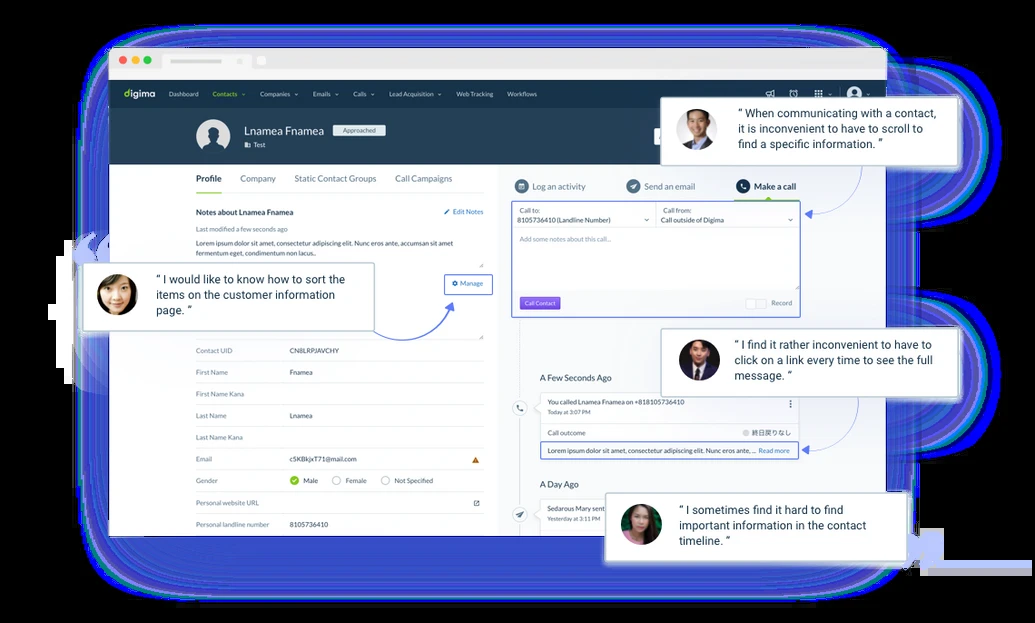 digima
Dashboard
Contacts
Companies
Emails
Calls
Lead Acquisition
Web Tracking
Workflows
Lnamea Fnamea
Approached
Test
“ When communicating with a contact,
it is inconvenient to have to scroll to
find a specific information. ”
Profile
Company
Static Contact Groups
Call Campaigns
Notes about Lnamea Fnamea
Edit Notes
Last modified a few seconds ago
Lorem ipsum dolor sit amet, consectetur adipiscing elit. Nunc eros ante, accumsan sit amet
fermentum eget, condimentum non lacus..
“ I would like to know how to sort the
items on the customer information
page. “
Manage
Contact UID CN8LRPJAVCHY
First Name Fnamea
First Name Kana
Last Name Lnamea
Last Name Kana
Email c5KBkjxT71@mail.com
Gender Male Female Not Specified
Personal website URL
Personal landline number 8105736410
Log an activity
Send an email
Make a call
Call to:
8105736410 (Landline Number)
Call from:
Call outside of Digima
Add some notes about this call...
Call Contact
Record
“ I find it rather inconvenient to have to
click on a link every time to see the full
message. “
A Few Seconds Ago
You called Lnamea Fnamea on +818105736410
Today at 3:07 PM
Call outcome
終日戻りなし
Lorem ipsum dolor sit amet, consectetur adipiscing elit. Nunc eros ante, ... Read more
A Day Ago
Sedarous Mary sent
Yesterday at 3:11 PM
“ I sometimes find it hard to find
important information in the contact
timeline. “